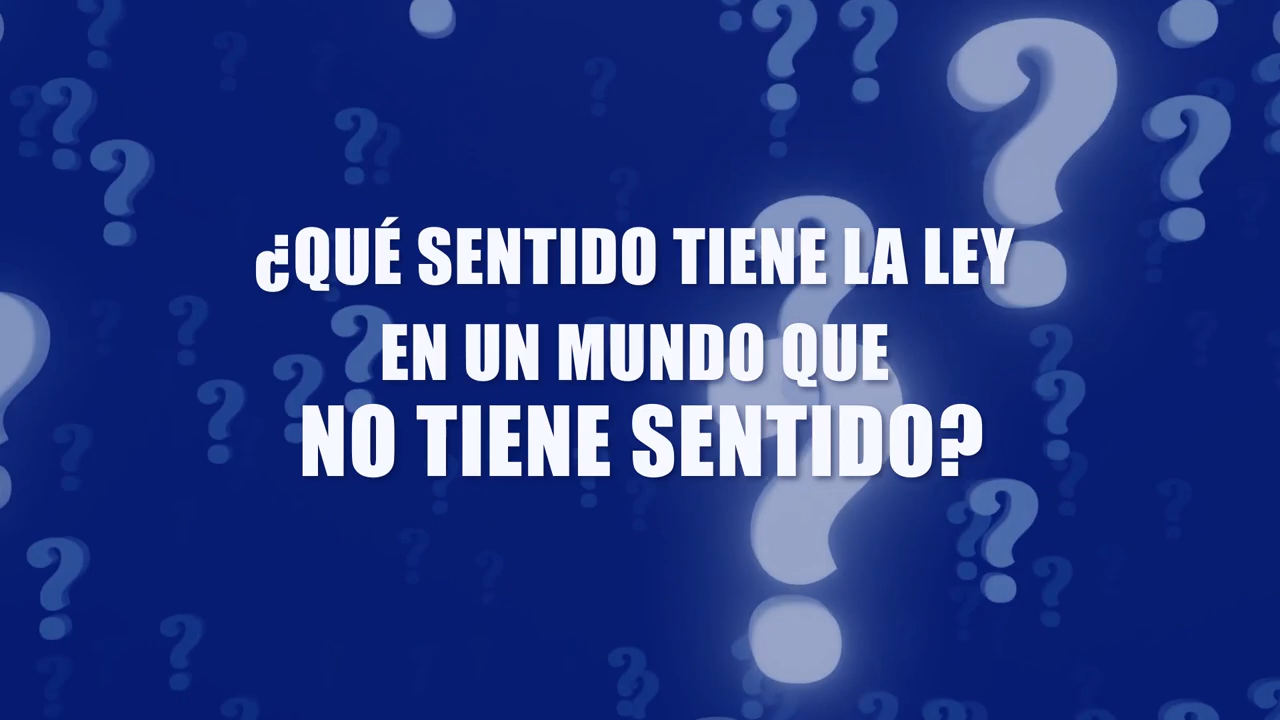 ¿QUÉ SENTIDO TIENE LA LEY
EN UN MUNDO QUE
NO TIENE SENTIDO?